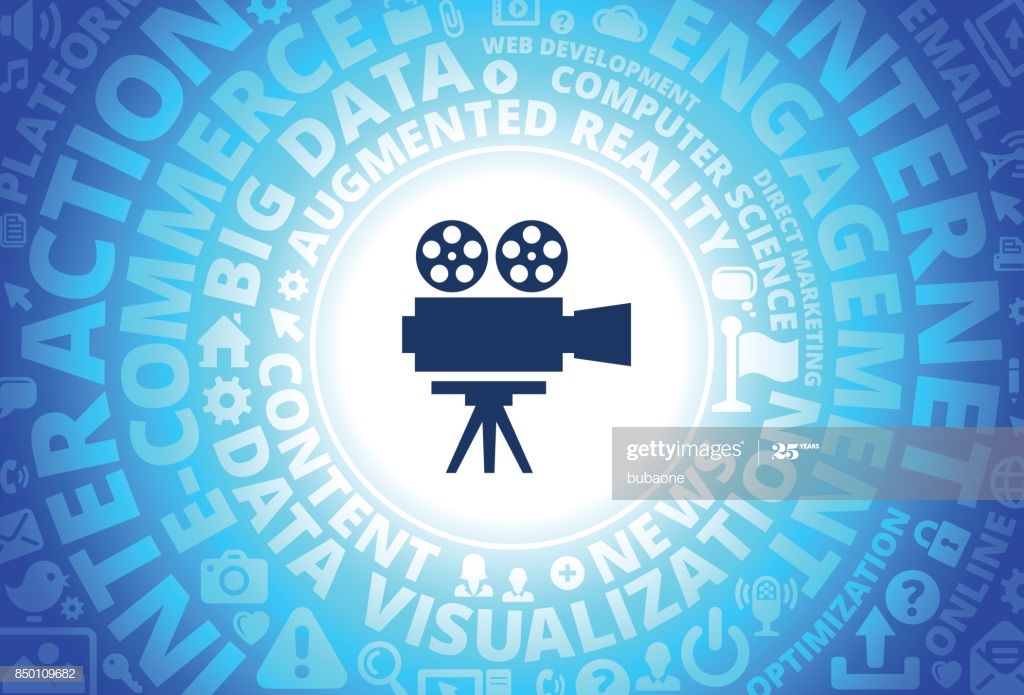 PLATFORM
INTERACTION
E-COMMERCE
BIG DATA
AUGMENTED REALITY
WEB DEVELOPMENT
COMPUTER SCIENCE
DIRECT MARKETING
ENGAGEMENT
INTERNET
EMAIL
CONTENT
NEWS
DATA VISUALIZATION
OPTIMIZATION
ONLINE
gettyimages® | 25 YEARS
bubaone
850109682